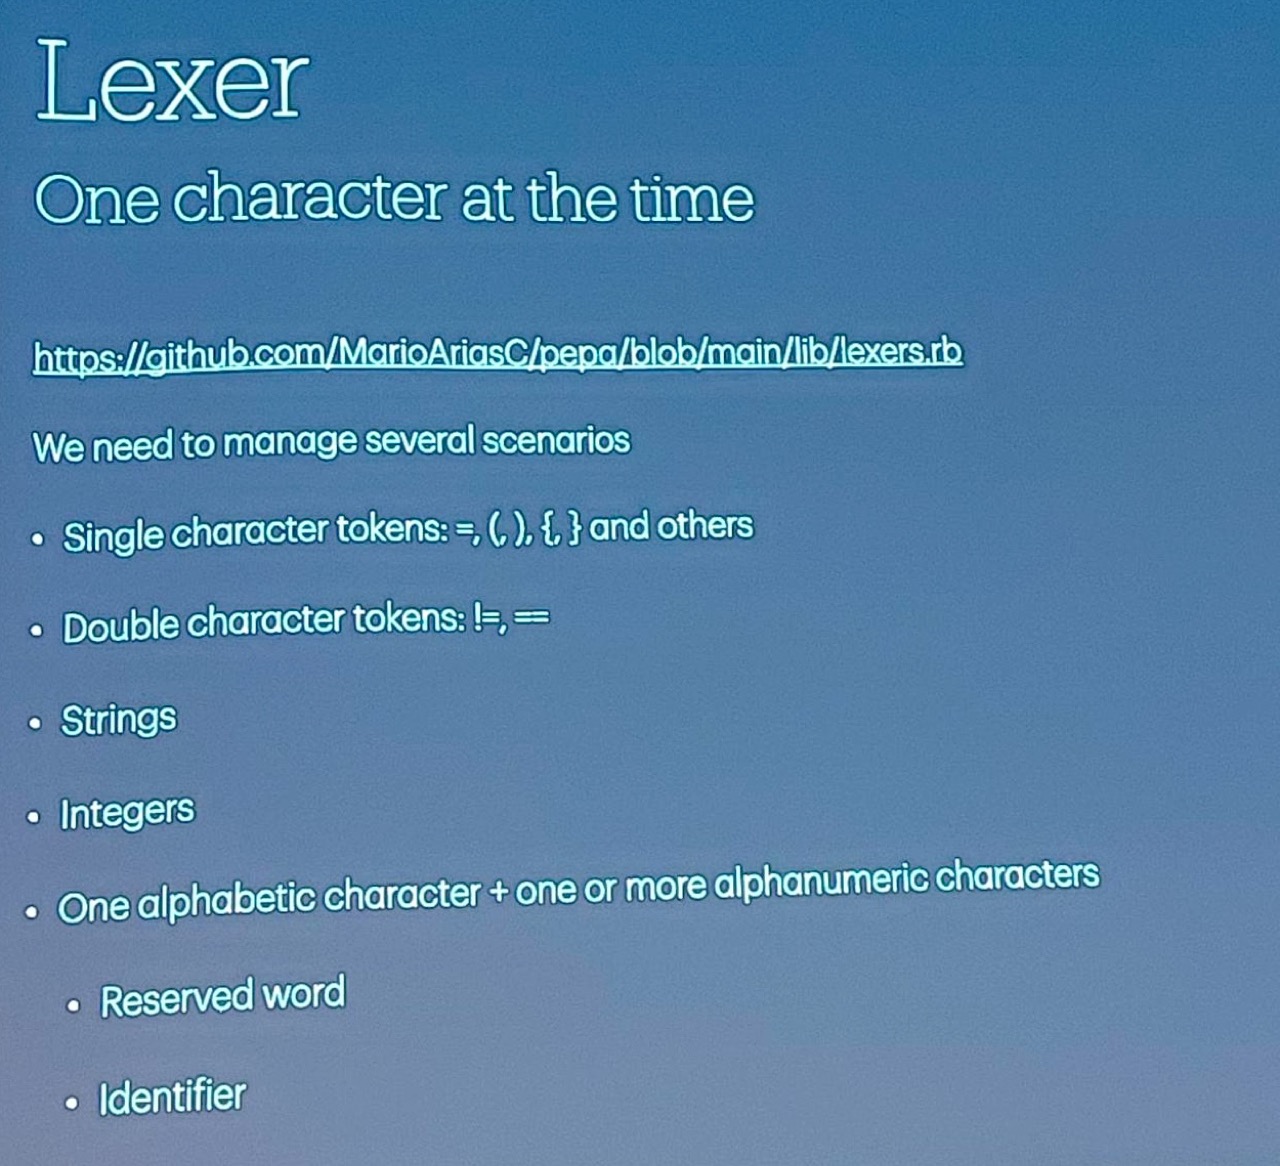 Lexer
One character at the time
https://github.com/MarioAriasC/pepa/blob/main/lib/lexers.rb
We need to manage several scenarios
• Single character tokens: =, (, ), {, } and others
• Double character tokens: !=, ==
• Strings
• Integers
• One alphabetic character + one or more alphanumeric characters
• Reserved word
• Identifier